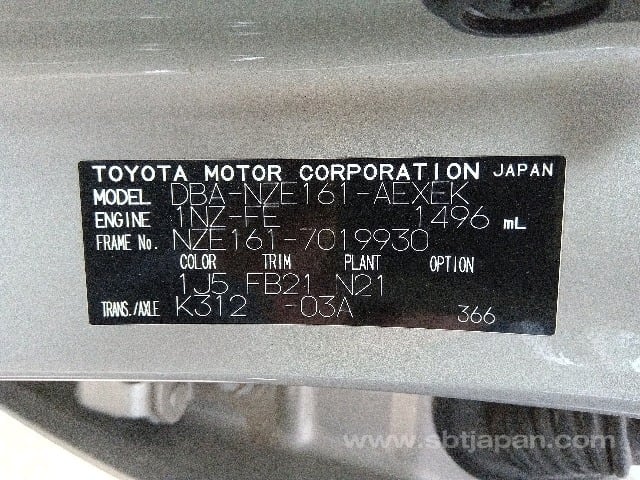 TOYOTA MOTOR CORPORATION JAPAN
MODEL DBA-NZE161-AEXEK
ENGINE 1NZ-FE 1496 mL
FRAME No. NZE161-7019930
COLOR TRIM PLANT OPTION
1J5 FB21 N21
TRANS./AXLE K312 -03A 366
www.sbtjapan.com